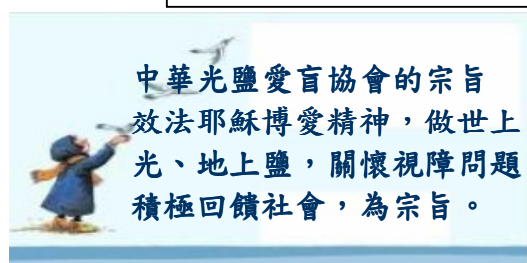 中華光鹽愛盲協會的宗旨
效法耶穌博愛精神，做世上
光、地上鹽，關懷視障問題
積極回饋社會，為宗旨。